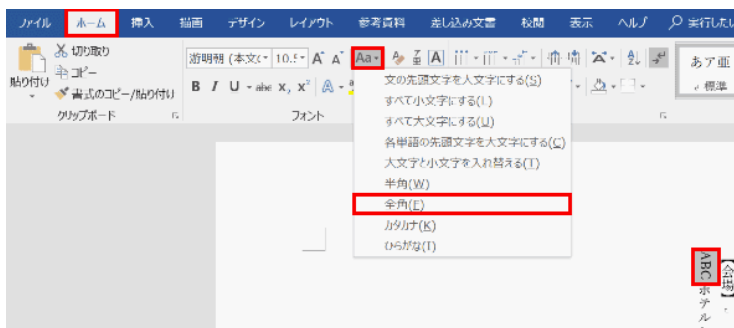 ファイル ホーム 挿入 描画 デザイン レイアウト 参考資料 差し込み文書 校閲 表示 ヘルプ 実行したい
貼り付け
切り取り
コピー
書式のコピー/貼り付け
クリップボード
游明朝 (本文 10.5 A A Aa A
B I U abc X, X² A
フォント
あア亜
標準
文の先頭文字を大文字にする(S)
すべて小文字にする(L)
すべて大文字にする(U)
各単語の先頭文字を大文字にする(C)
大文字と小文字を入れ替える(T)
半角(W)
全角(F)
カタカナ(K)
ひらがな(T)
【会場】
ABCホテル